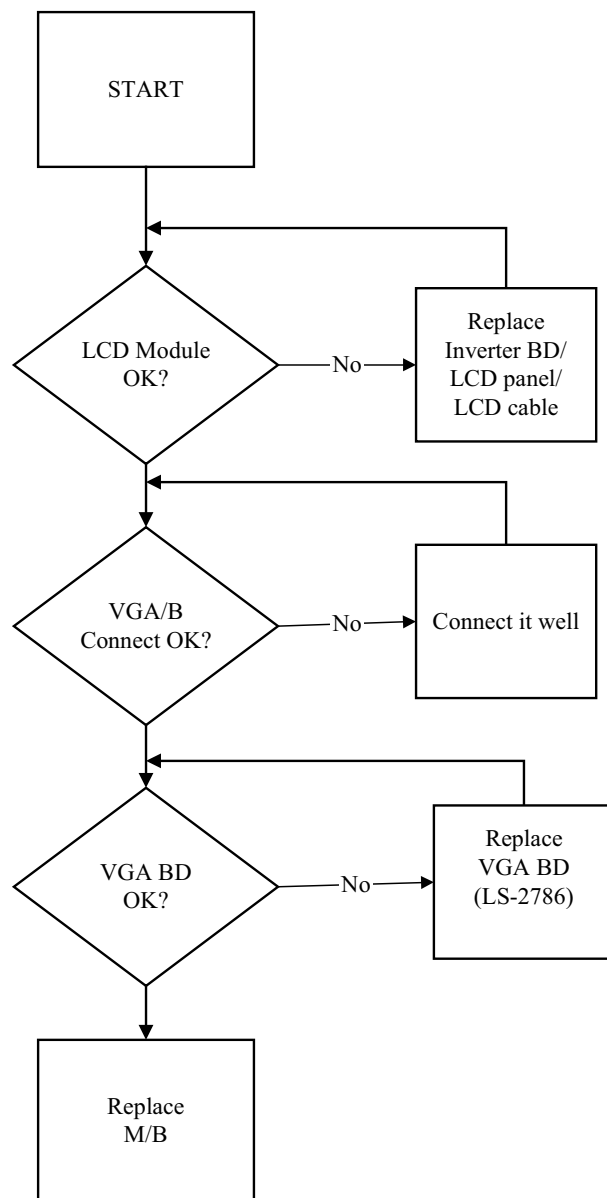 START
LCD Module
OK?
No
Replace
Inverter BD/
LCD panel/
LCD cable
VGA/B
Connect OK?
No
Connect it well
VGA BD
OK?
No
Replace
VGA BD
(LS-2786)
Replace
M/B